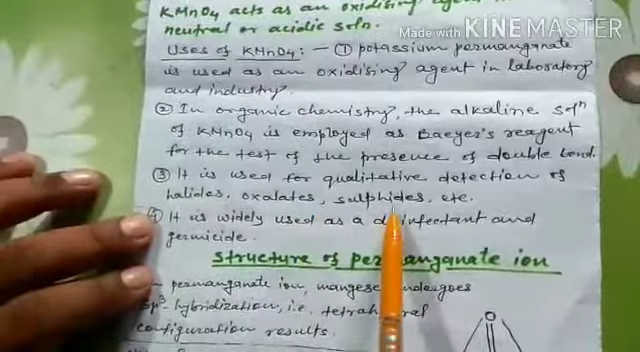 KMnO4 acts as an oxidising
neutral or acidic soln.
Made with KINEMASTER
Uses of KMnO4: — ① potassium permanganate
is used as an oxidising agent in laboratory
and industry.
② In organic chemistry, the alkaline solⁿ
of KMnO4 is employed as Baeyer's reagent
for the test of the presence of double bond.
③ It is used for qualitative detection of
halides, oxalates, sulphides, etc.
④ It is widely used as a disinfectant and
germicide.
Structure of permanganate ion
permanganate ion, mangese undergoes
sp³-hybridization, i.e. tetrahedral
configuration results.
O